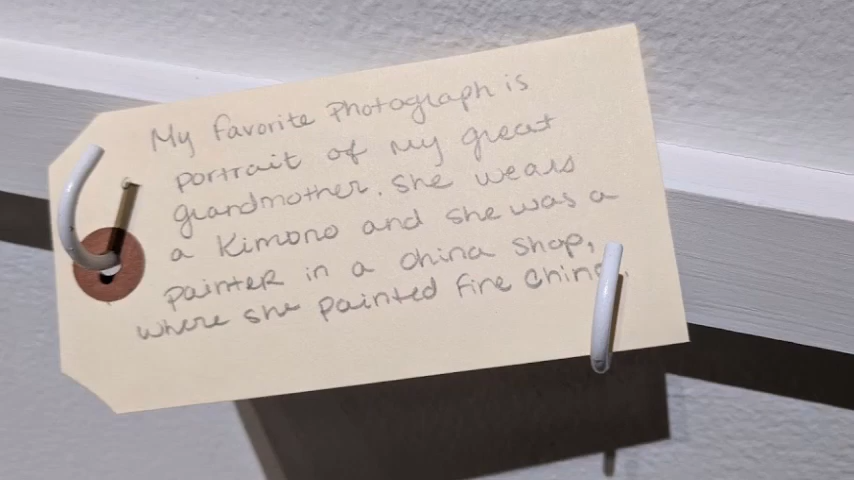 My favorite Photograph is
portrait of my great
grandmother. She wears
a Kimono and she was a
painter in a china shop,
where she painted fine china.